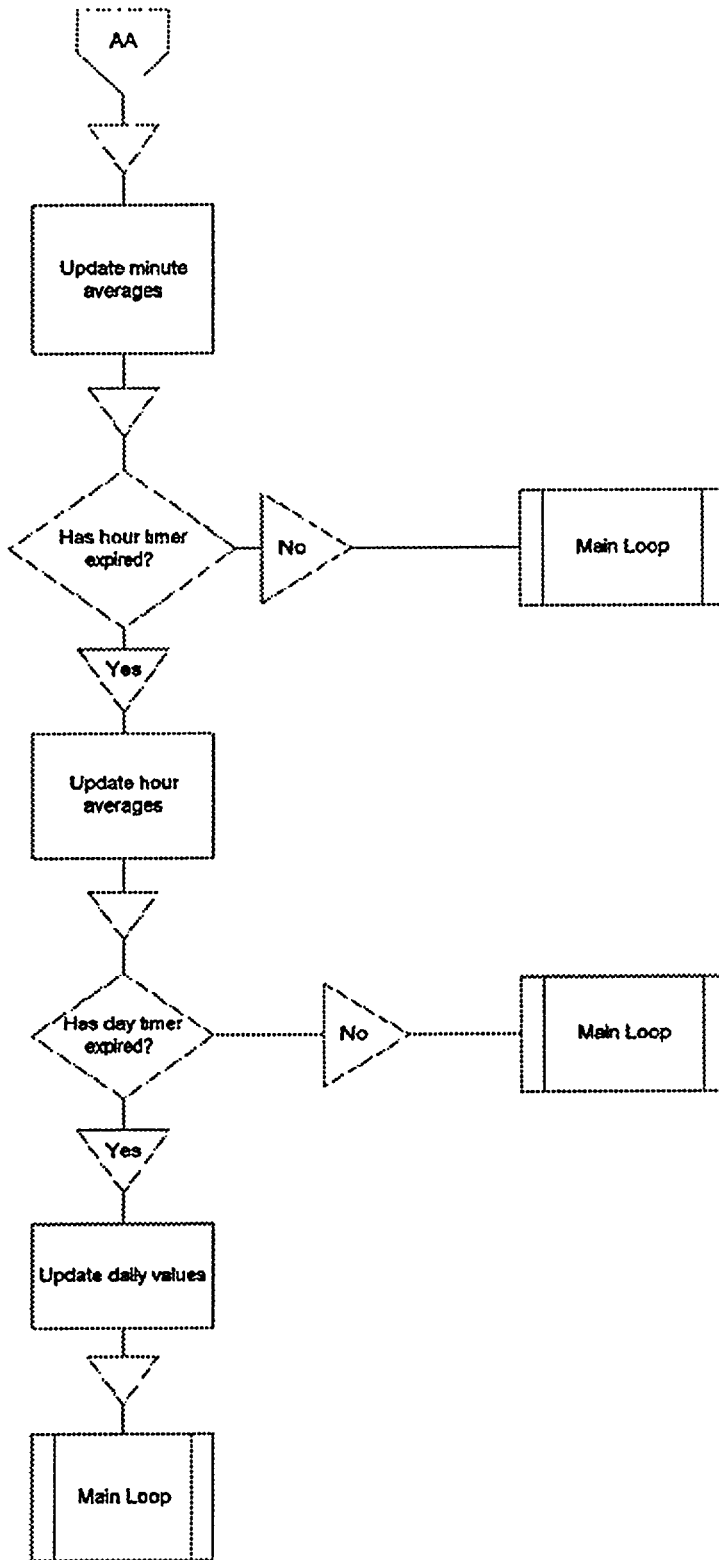 AA
Update minute
averages
Has hour timer
expired?
No
Main Loop
Yes
Update hour
averages
Has day timer
expired?
No
Main Loop
Yes
Update daily values
Main Loop